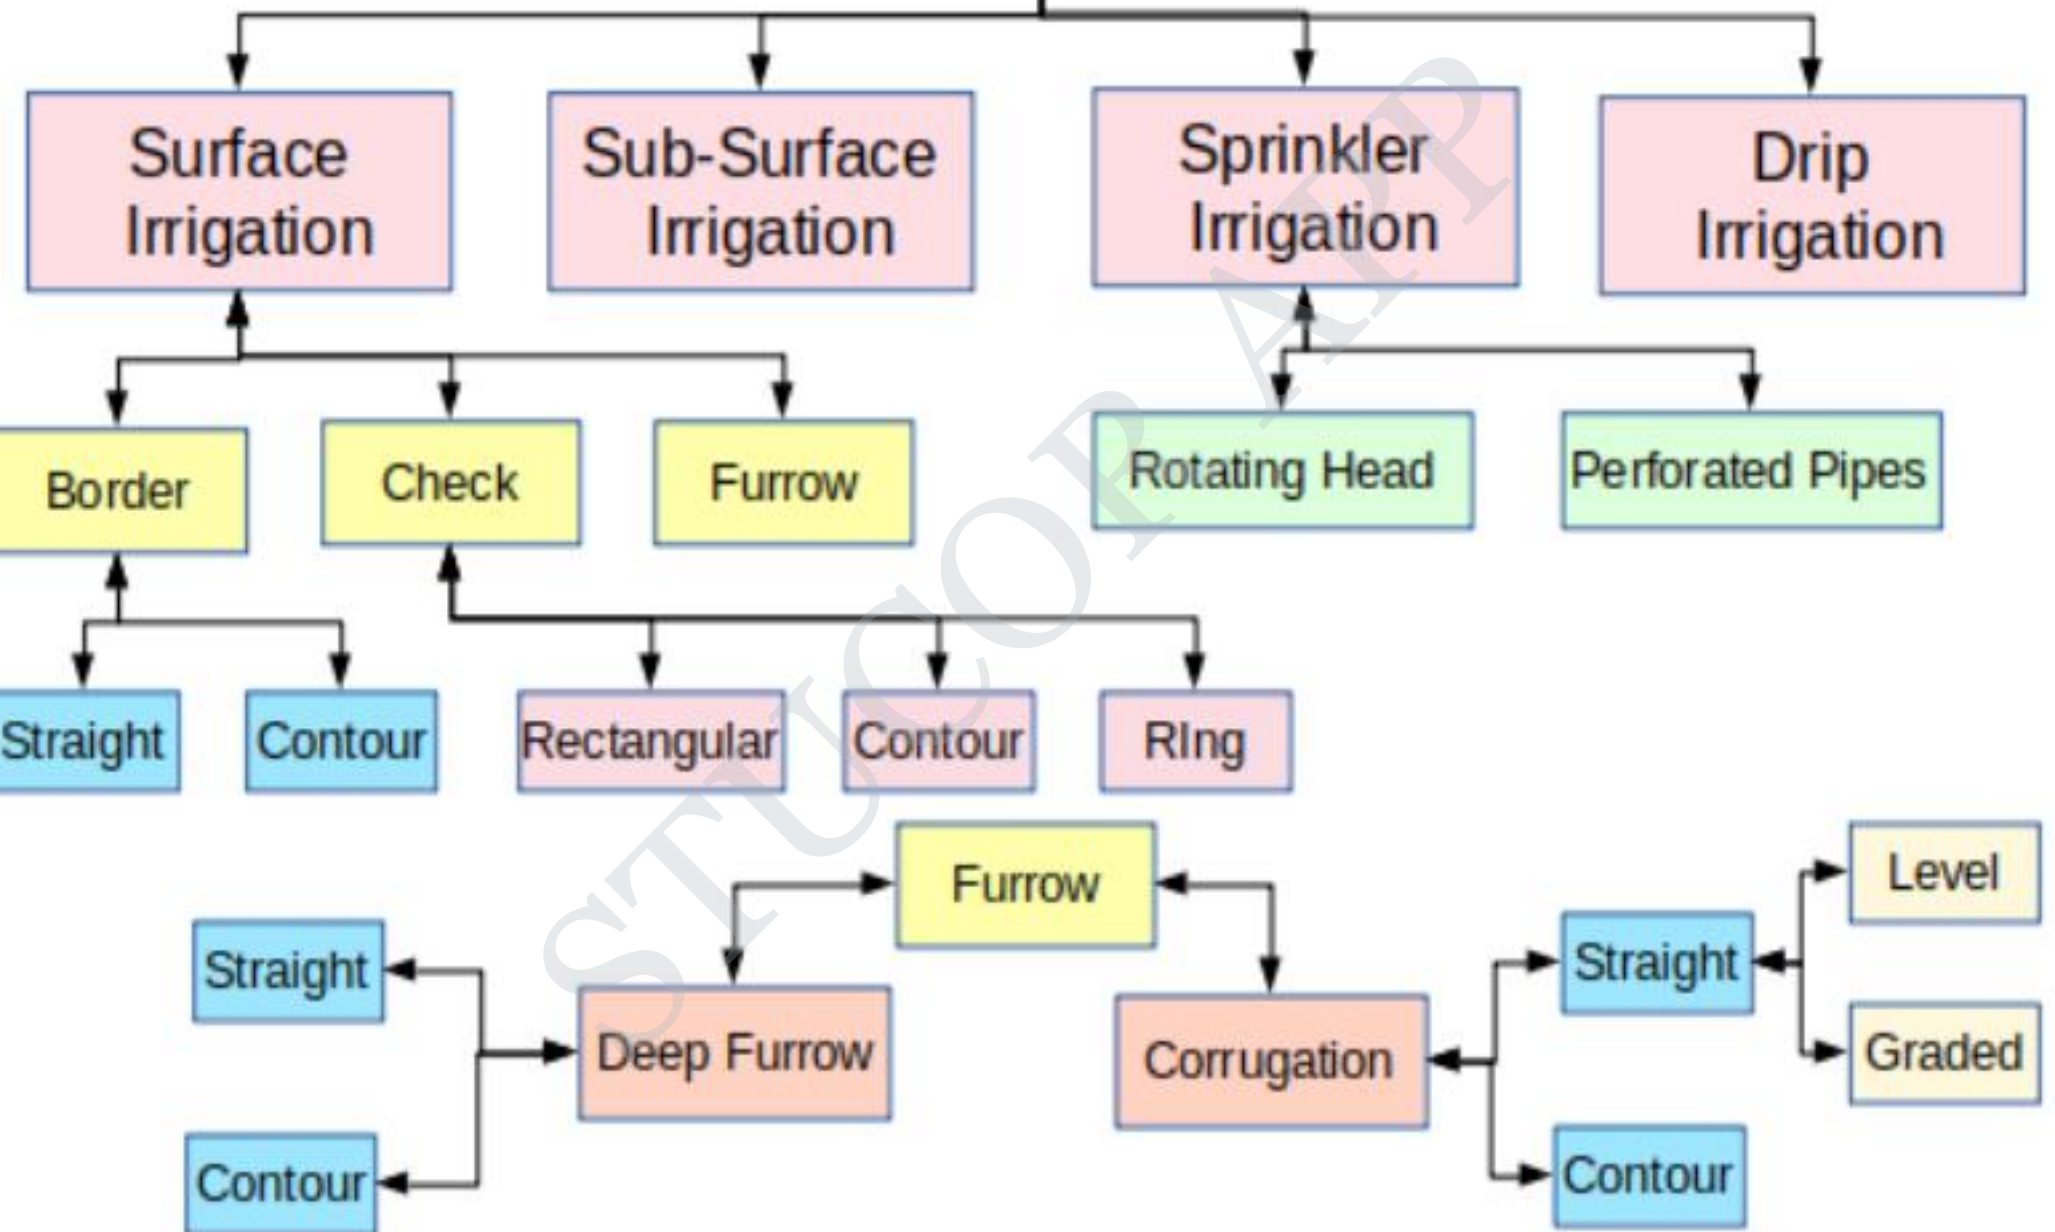 Surface
Irrigation
Sub-Surface
Irrigation
Sprinkler
Irrigation
Drip
Irrigation
Border
Check
Furrow
Rotating Head
Perforated Pipes
Straight
Contour
Rectangular
Contour
RIng
Furrow
Level
Straight
Straight
Deep Furrow
Corrugation
Graded
Contour
Contour
STUCOR APP